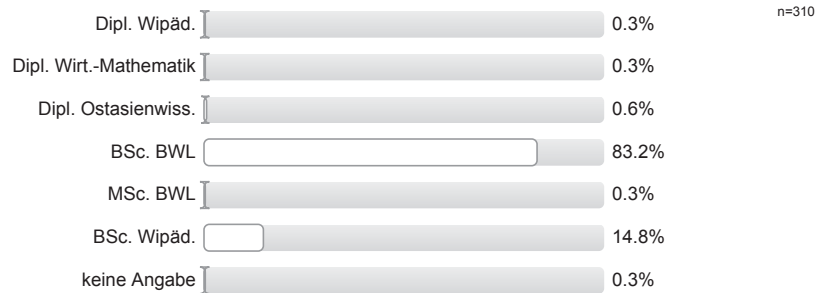 n=310
Dipl. Wipäd. 0.3%
Dipl. Wirt.-Mathematik 0.3%
Dipl. Ostasienwiss. 0.6%
BSc. BWL 83.2%
MSc. BWL 0.3%
BSc. Wipäd. 14.8%
keine Angabe 0.3%